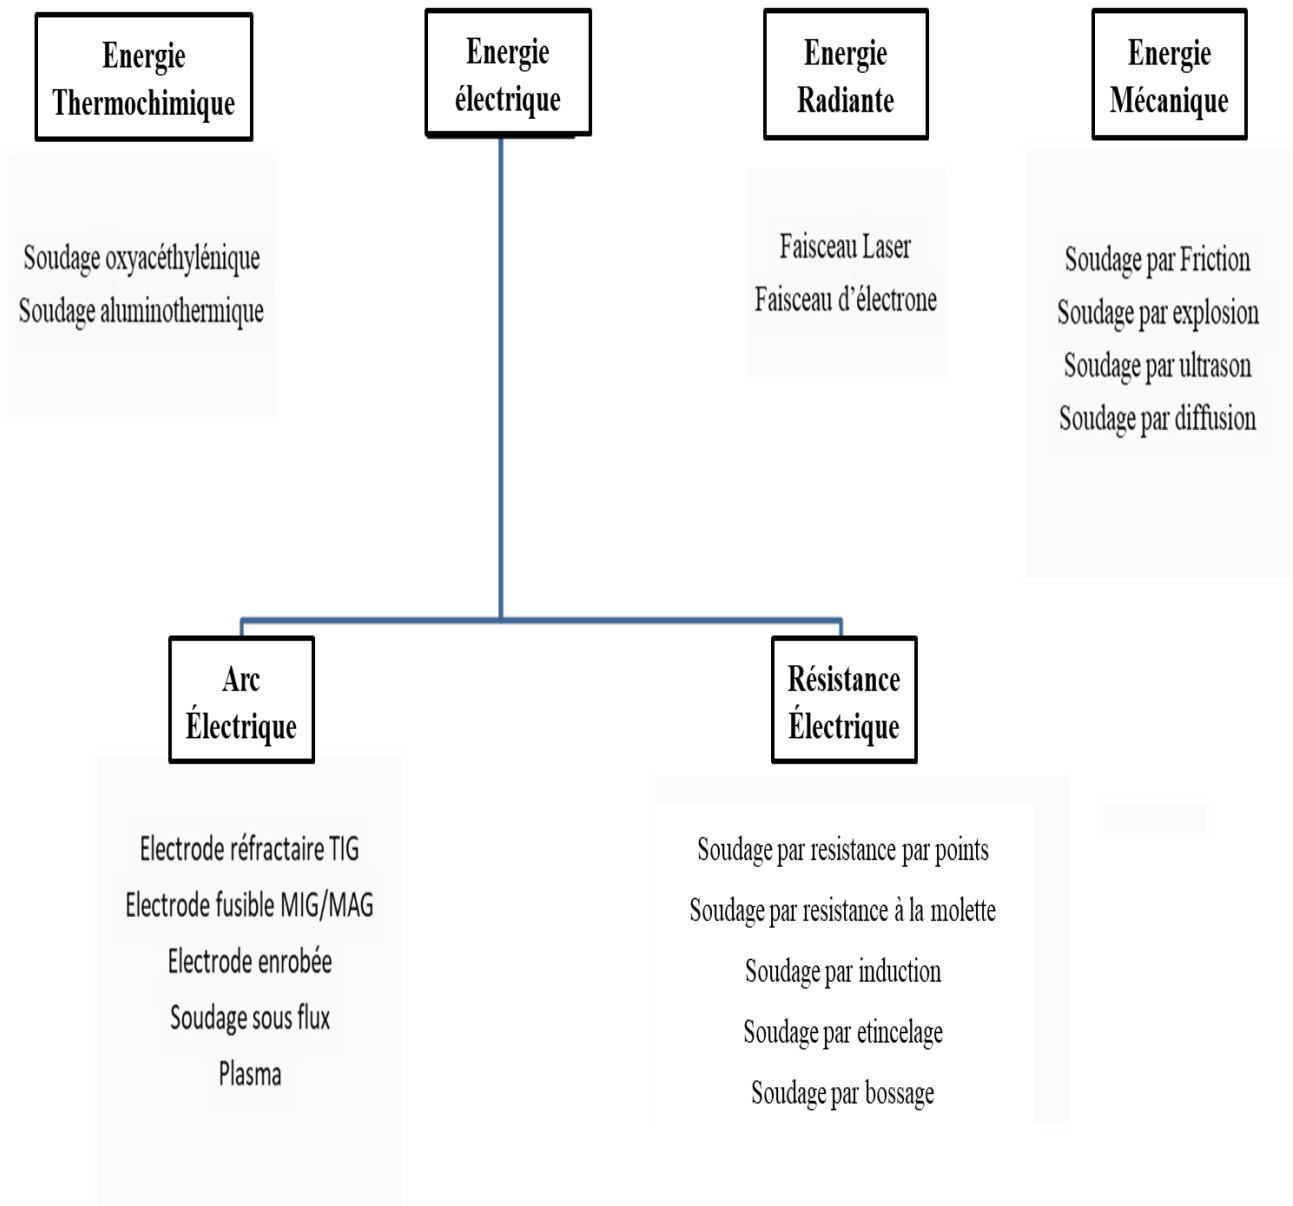 Energie
Thermochimique
Energie
électrique
Energie
Radiante
Energie
Mécanique
Soudage oxyacéthylénique
Soudage aluminothermique
Faisceau Laser
Faisceau d’électrone
Soudage par Friction
Soudage par explosion
Soudage par ultrason
Soudage par diffusion
Arc
Électrique
Résistance
Électrique
Electrode réfractaire TIG
Electrode fusible MIG/MAG
Electrode enrobée
Soudage sous flux
Plasma
Soudage par resistance par points
Soudage par resistance à la molette
Soudage par induction
Soudage par etincelage
Soudage par bossage